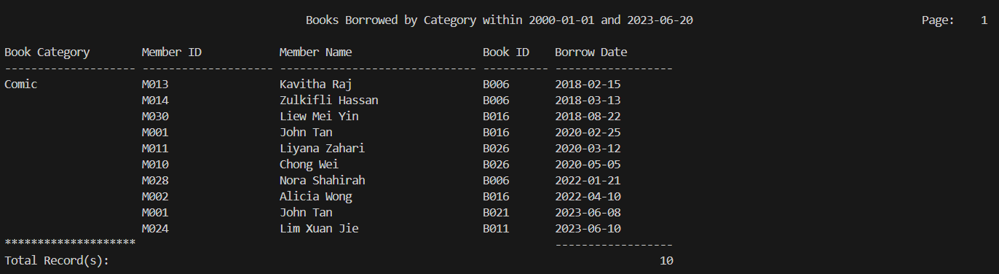 Books Borrowed by Category within 2000-01-01 and 2023-06-20 Page: 1
Book Category Member ID Member Name Book ID Borrow Date
-------------------- -------------------- ------------------------------ ---------- ------------------
Comic M013 Kavitha Raj B006 2018-02-15
M014 Zulkifli Hassan B006 2018-03-13
M030 Liew Mei Yin B016 2018-08-22
M001 John Tan B016 2020-02-25
M011 Liyana Zahari B026 2020-03-12
M010 Chong Wei B026 2020-05-05
M028 Nora Shahirah B006 2022-01-21
M002 Alicia Wong B016 2022-04-10
M001 John Tan B021 2023-06-08
M024 Lim Xuan Jie B011 2023-06-10
******************** ------------------
Total Record(s): 10